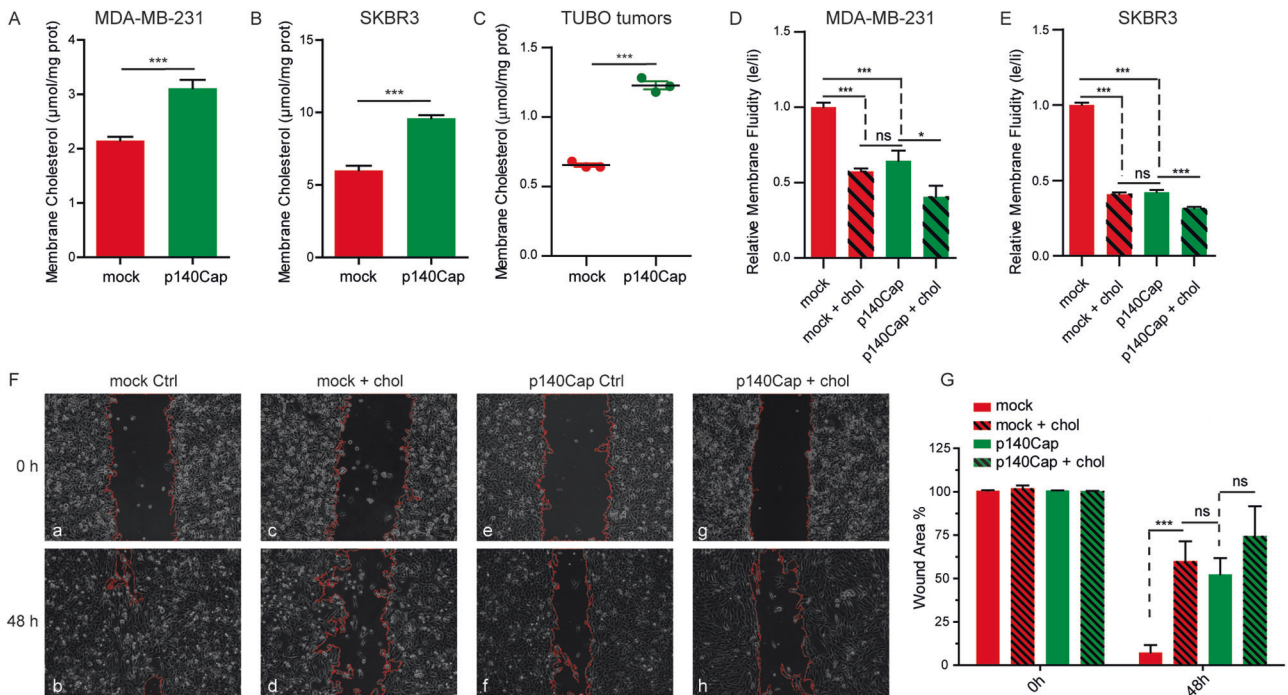 A
MDA-MB-231
Membrane Cholesterol (µmol/mg prot)
4
3
2
1
0
***
mock
p140Cap
B
SKBR3
Membrane Cholesterol (µmol/mg prot)
15
10
5
0
***
mock
p140Cap
C
TUBO tumors
Membrane Cholesterol (µmol/mg prot)
1.5
1.0
0.5
0.0
***
mock
p140Cap
D
MDA-MB-231
Relative Membrane Fluidity (Ie/Ii)
1.5
1.0
0.5
0.0
***
***
ns
*
mock
mock + chol
p140Cap
p140Cap + chol
E
SKBR3
Relative Membrane Fluidity (Ie/Ii)
1.5
1.0
0.5
0.0
***
***
ns
***
mock
mock + chol
p140Cap
p140Cap + chol
F
mock Ctrl
mock + chol
p140Cap Ctrl
p140Cap + chol
0 h
a
c
e
g
48 h
b
d
f
h
G
mock
mock + chol
p140Cap
p140Cap + chol
Wound Area %
125
100
75
50
25
0
***
ns
ns
0h
48h